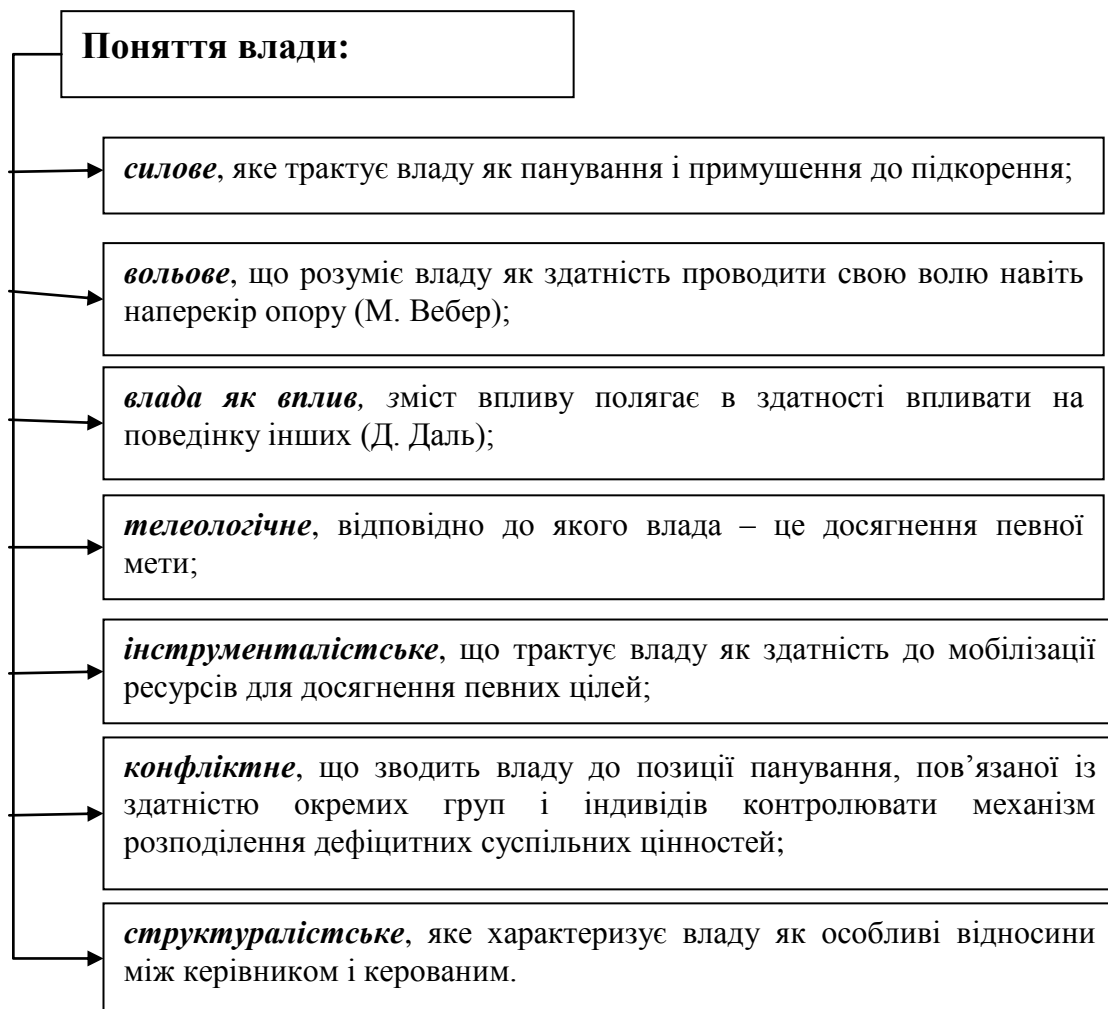 Поняття влади:
силове, яке трактує владу як панування і примушення до підкорення;
вольове, що розуміє владу як здатність проводити свою волю навіть
наперекір опору (М. Вебер);
влада як вплив, зміст впливу полягає в здатності впливати на
поведінку інших (Д. Даль);
телеологічне, відповідно до якого влада – це досягнення певної
мети;
інструменталістське, що трактує владу як здатність до мобілізації
ресурсів для досягнення певних цілей;
конфліктне, що зводить владу до позиції панування, пов’язаної із
здатністю окремих груп і індивідів контролювати механізм
розподілення дефіцитних суспільних цінностей;
структуралістське, яке характеризує владу як особливі відносини
між керівником і керованим.